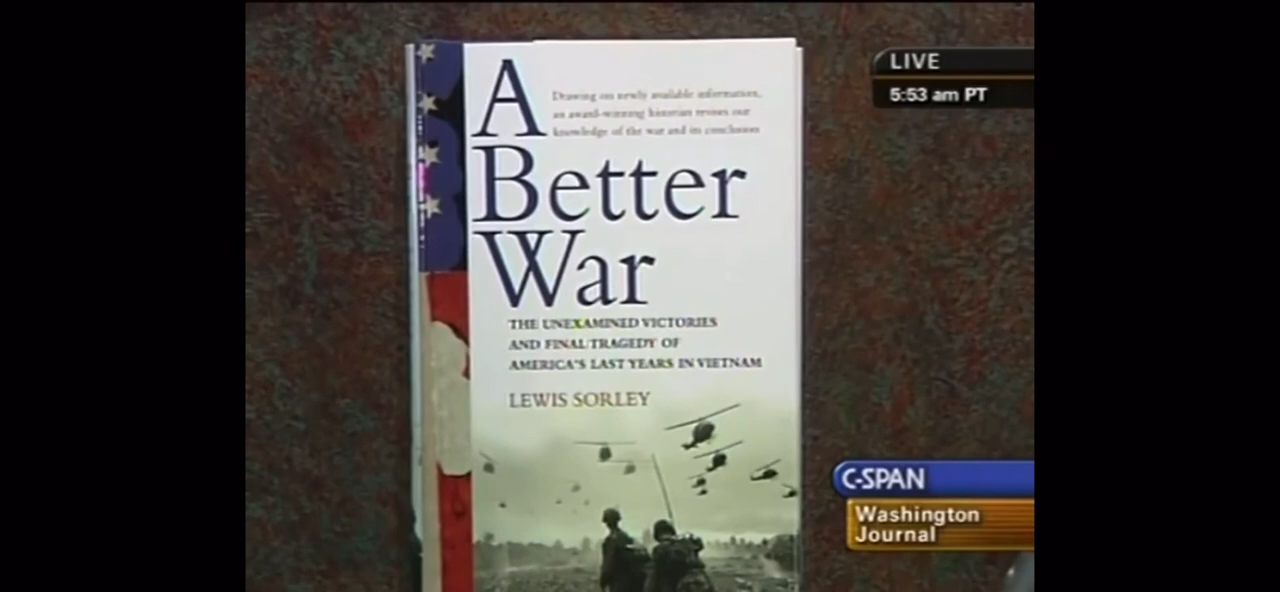 A
Drawing on newly available information,
an award-winning historian revises our
knowledge of the war and its conclusion
Better
War
THE UNEXAMINED VICTORIES
AND FINAL TRAGEDY OF
AMERICA'S LAST YEARS IN VIETNAM
LEWIS SORLEY
LIVE
5:53 am PT
C-SPAN
Washington
Journal